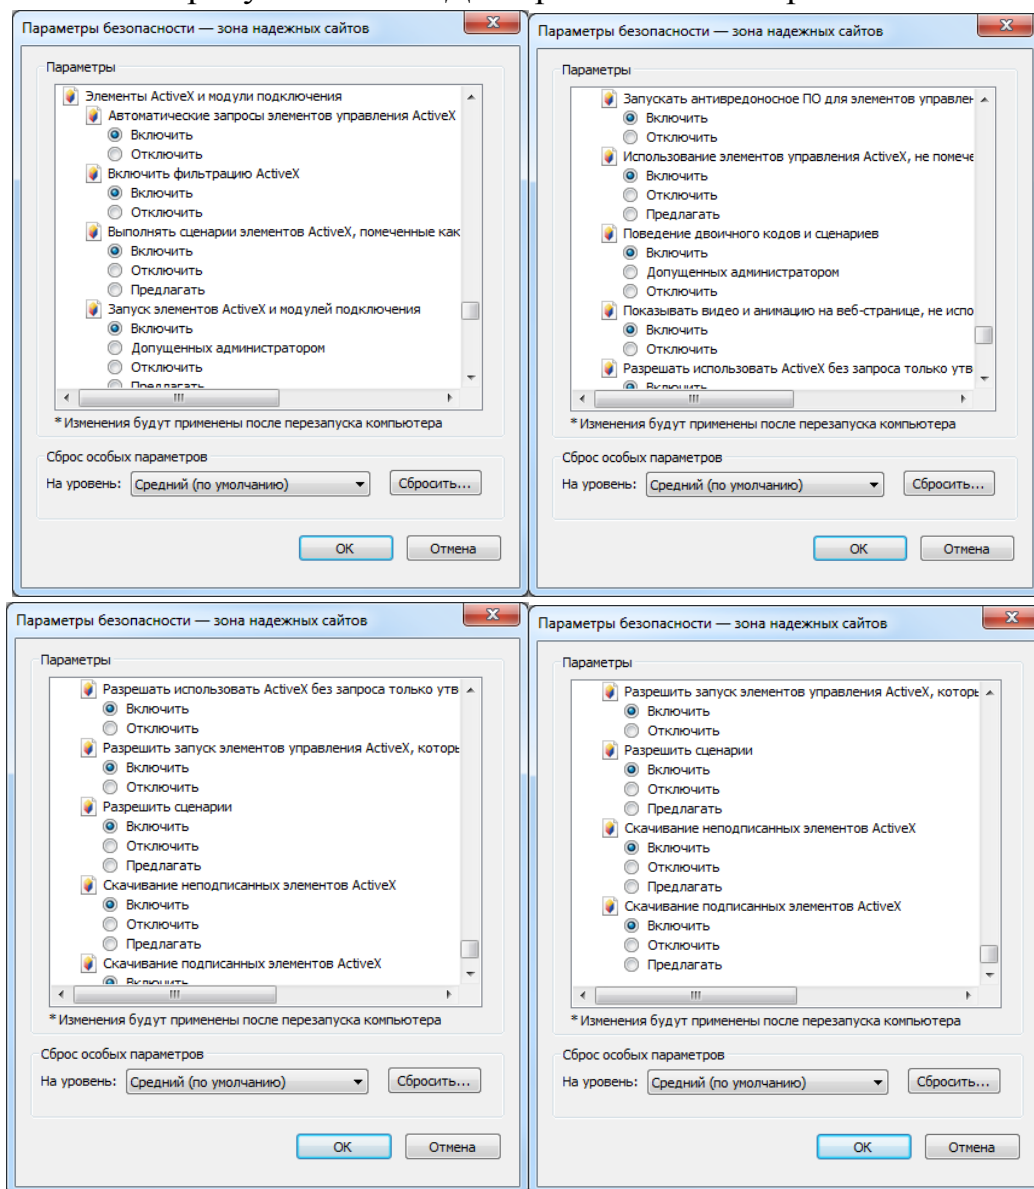 Параметры безопасности — зона надежных сайтов
Параметры
Элементы ActiveX и модули подключения
Автоматические запросы элементов управления ActiveX
Включить
Отключить
Включить фильтрацию ActiveX
Включить
Отключить
Выполнять сценарии элементов ActiveX, помеченные как
Включить
Отключить
Предлагать
Запуск элементов ActiveX и модулей подключения
Включить
Допущенных администратором
Отключить
Предлагать
* Изменения будут применены после перезапуска компьютера
Сброс особых параметров
На уровень: Средний (по умолчанию) Сбросить...
ОК Отмена
Параметры безопасности — зона надежных сайтов
Параметры
Запускать антивредоносное ПО для элементов управлен
Включить
Отключить
Использование элементов управления ActiveX, не помече
Включить
Отключить
Предлагать
Поведение двоичного кодов и сценариев
Включить
Допущенных администратором
Отключить
Показывать видео и анимацию на веб-странице, не испо
Включить
Отключить
Разрешать использовать ActiveX без запроса только утв
Включить
* Изменения будут применены после перезапуска компьютера
Сброс особых параметров
На уровень: Средний (по умолчанию) Сбросить...
ОК Отмена
Параметры безопасности — зона надежных сайтов
Параметры
Разрешать использовать ActiveX без запроса только утв
Включить
Отключить
Разрешить запуск элементов управления ActiveX, которы
Включить
Отключить
Разрешить сценарии
Включить
Отключить
Предлагать
Скачивание неподписанных элементов ActiveX
Включить
Отключить
Предлагать
Скачивание подписанных элементов ActiveX
Включить
* Изменения будут применены после перезапуска компьютера
Сброс особых параметров
На уровень: Средний (по умолчанию) Сбросить...
ОК Отмена
Параметры безопасности — зона надежных сайтов
Параметры
Разрешить запуск элементов управления ActiveX, которы
Включить
Отключить
Разрешить сценарии
Включить
Отключить
Предлагать
Скачивание неподписанных элементов ActiveX
Включить
Отключить
Предлагать
Скачивание подписанных элементов ActiveX
Включить
Отключить
Предлагать
* Изменения будут применены после перезапуска компьютера
Сброс особых параметров
На уровень: Средний (по умолчанию) Сбросить...
ОК Отмена